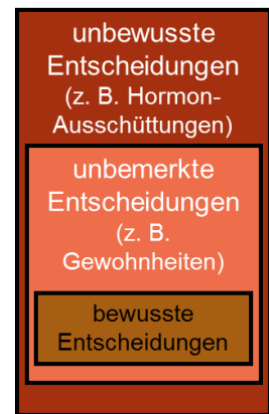 unbewusste
Entscheidungen
(z. B. Hormon-
Ausschüttungen)
unbemerkte
Entscheidungen
(z. B.
Gewohnheiten)
bewusste
Entscheidungen